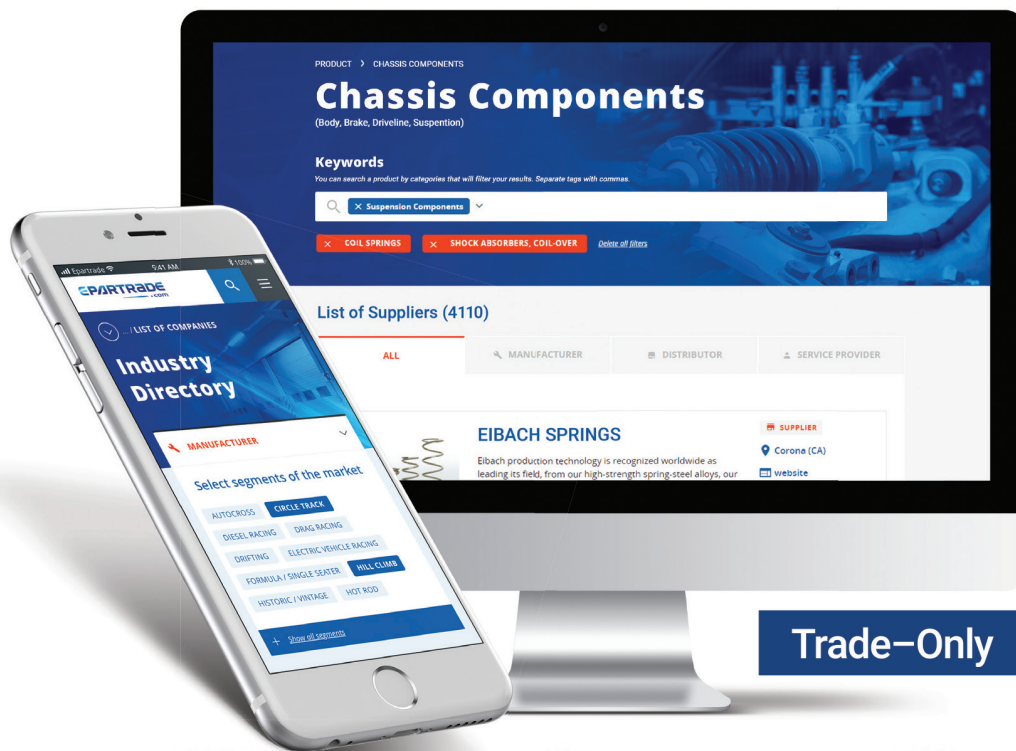 PRODUCT > CHASSIS COMPONENTS
Chassis Components
(Body, Brake, Driveline, Suspention)
Keywords
You can search a product by categories that will filter your results. Separate tags with commas.
× Suspension Components
× COIL SPRINGS × SHOCK ABSORBERS, COIL-OVER Delete all filters
List of Suppliers (4110)
ALL MANUFACTURER DISTRIBUTOR SERVICE PROVIDER
EIBACH SPRINGS
Eibach production technology is recognized worldwide as
leading its field, from our high-strength spring-steel alloys, our
SUPPLIER
Corona (CA)
website
Epartrade 5:41 AM 100%
EPARTRADE
.com
... / LIST OF COMPANIES
Industry
Directory
MANUFACTURER
Select segments of the market
AUTOCROSS CIRCLE TRACK
DIESEL RACING DRAG RACING
DRIFTING ELECTRIC VEHICLE RACING
FORMULA / SINGLE SEATER HILL CLIMB
HISTORIC / VINTAGE HOT ROD
+ Show all segments
Trade–Only